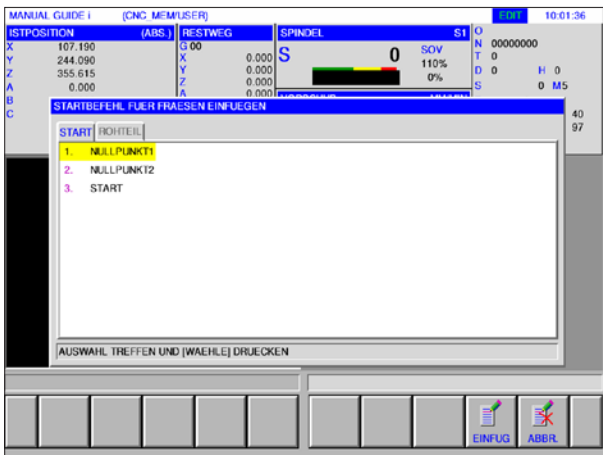 MANUAL GUIDE i (CNC_MEM/USER) EDIT 10:01:36
ISTPOSITION (ABS.) RESTWEG SPINDEL S1 O
X 107.190 G 00 N 00000000
Y 244.090 X 0.000 S 0 SOV T 0
Z 355.615 Y 0.000 110% D 0 H 0
A 0.000 Z 0.000 0% S 0 M5
B A 0.000
C 40
97
STARTBEFEHL FUER FRAESEN EINFUEGEN
START ROHTEIL
1. NULLPUNKT1
2. NULLPUNKT2
3. START
AUSWAHL TREFFEN UND [WAEHLE] DRUECKEN
EINFUG ABBR.